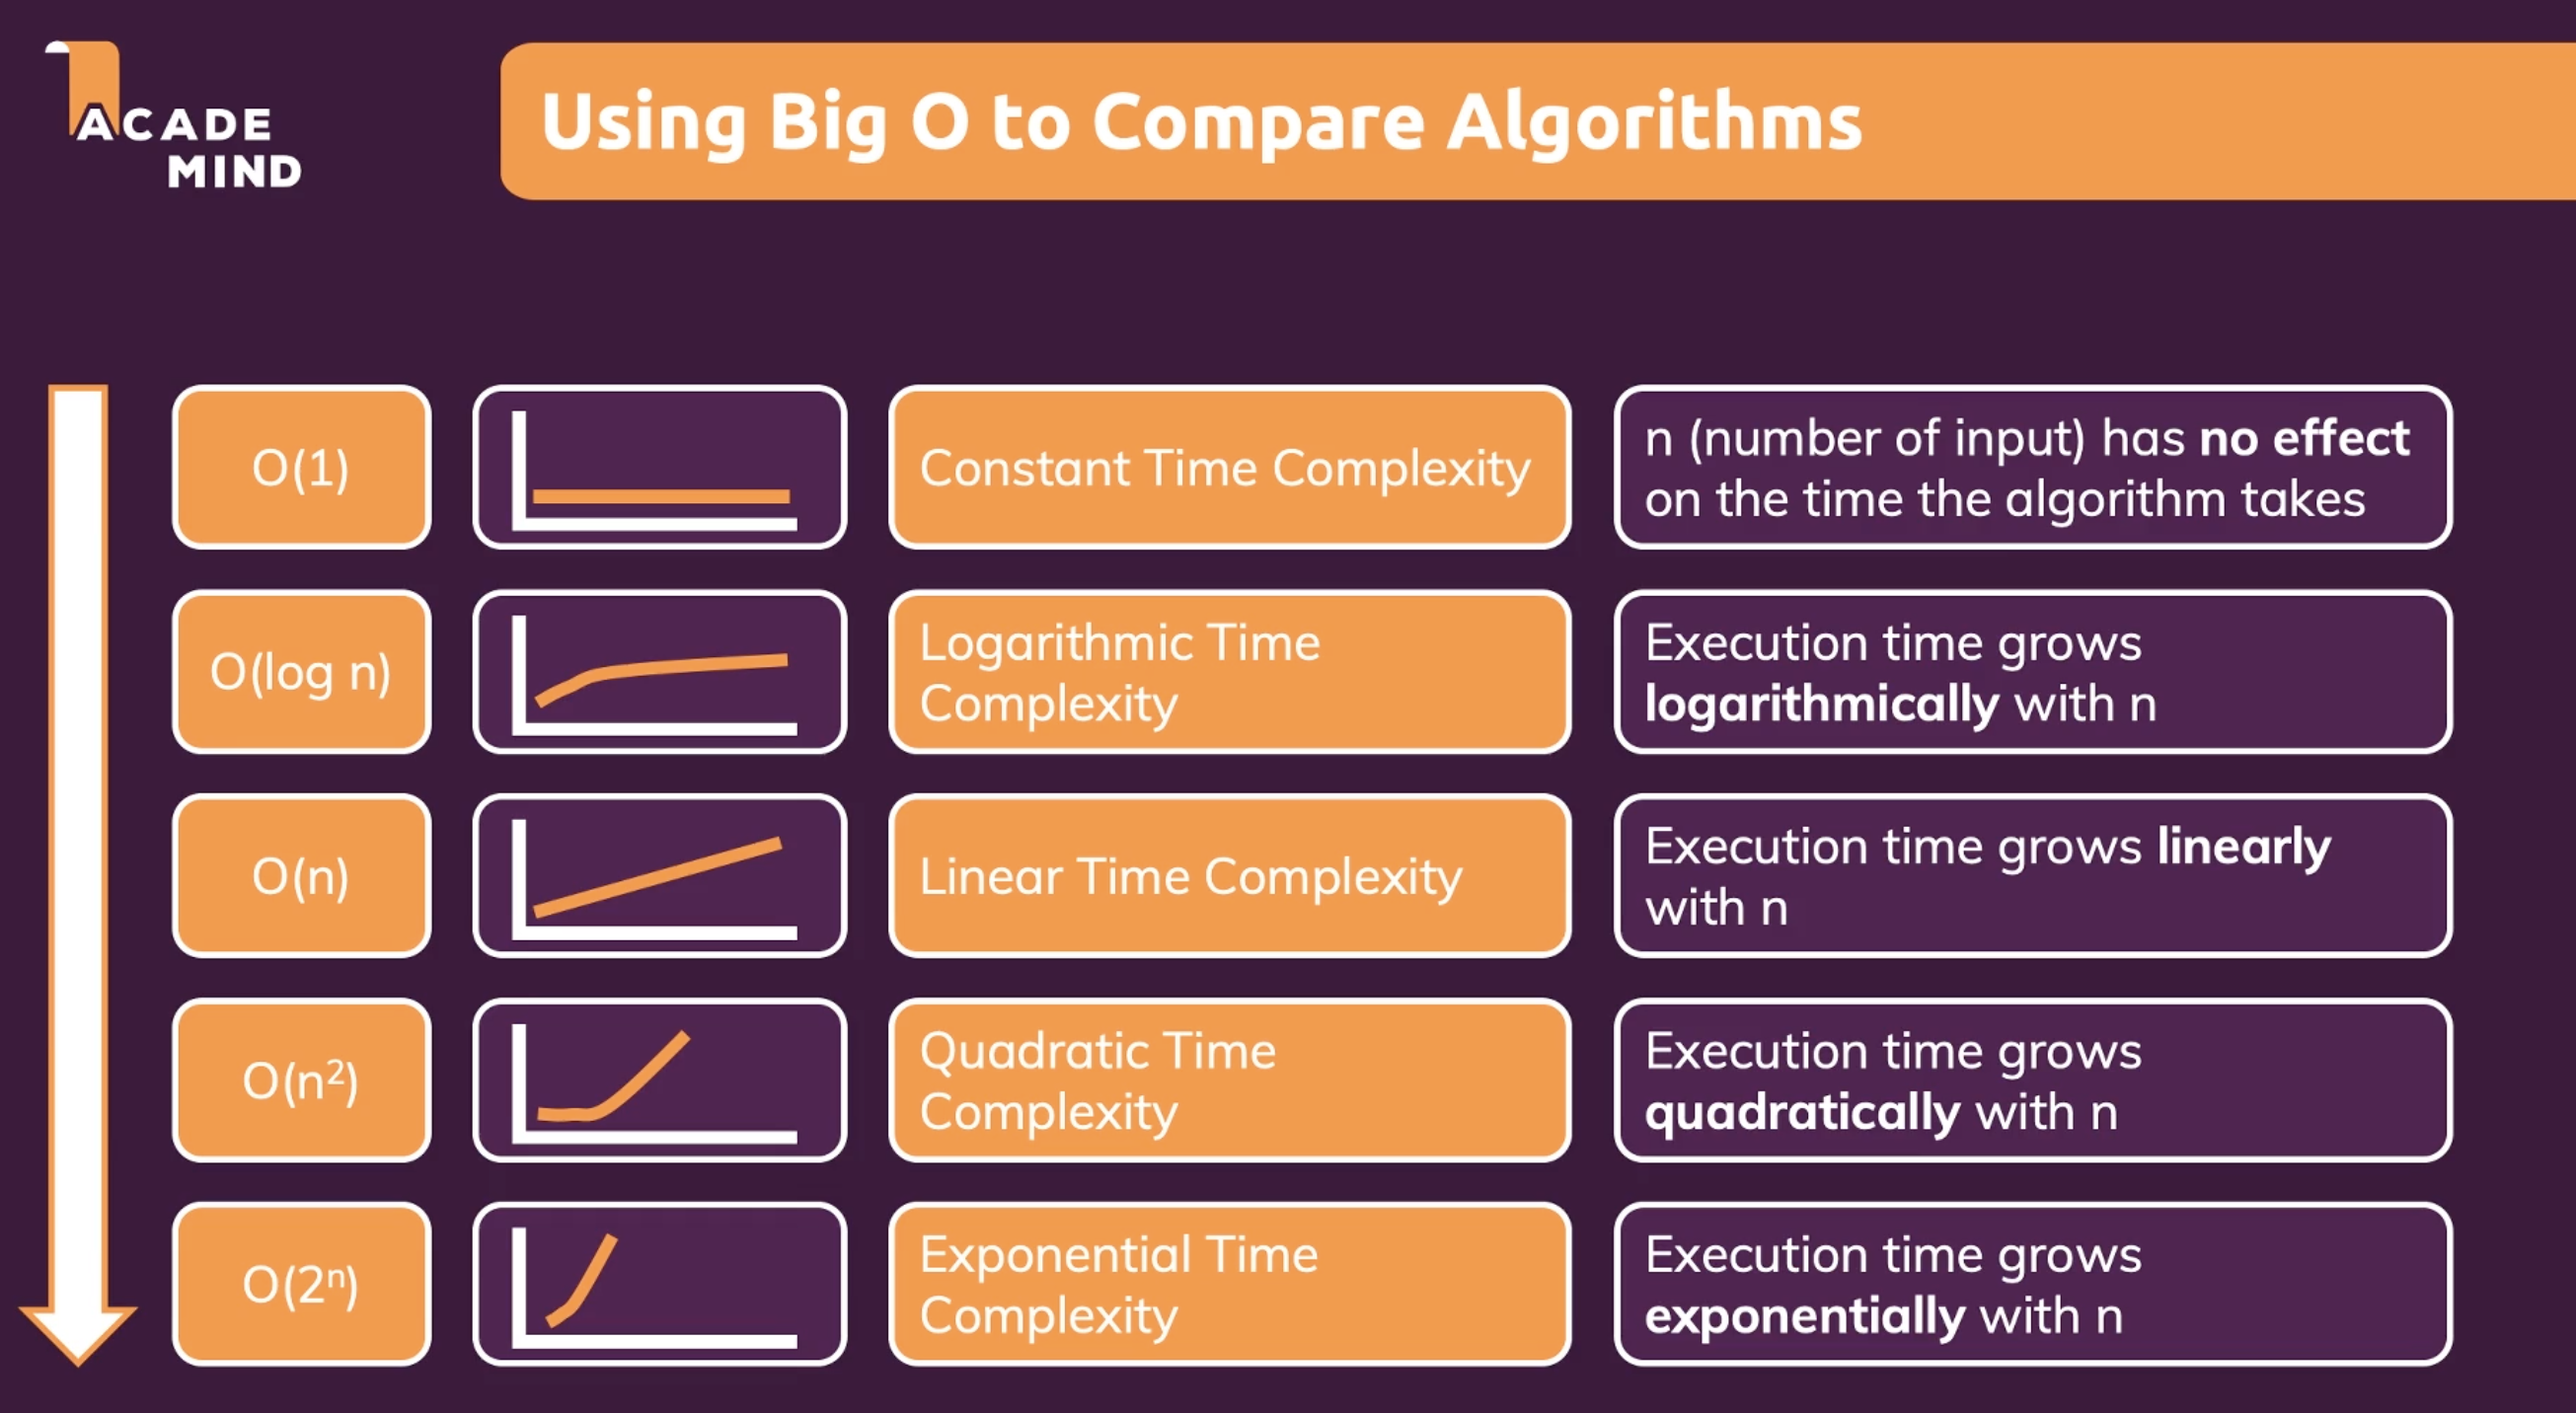 ACADE
MIND
Using Big O to Compare Algorithms
O(1)
Constant Time Complexity
n (number of input) has no effect
on the time the algorithm takes
O(log n)
Logarithmic Time
Complexity
Execution time grows
logarithmically with n
O(n)
Linear Time Complexity
Execution time grows linearly
with n
O(n²)
Quadratic Time
Complexity
Execution time grows
quadratically with n
O(2ⁿ)
Exponential Time
Complexity
Execution time grows
exponentially with n